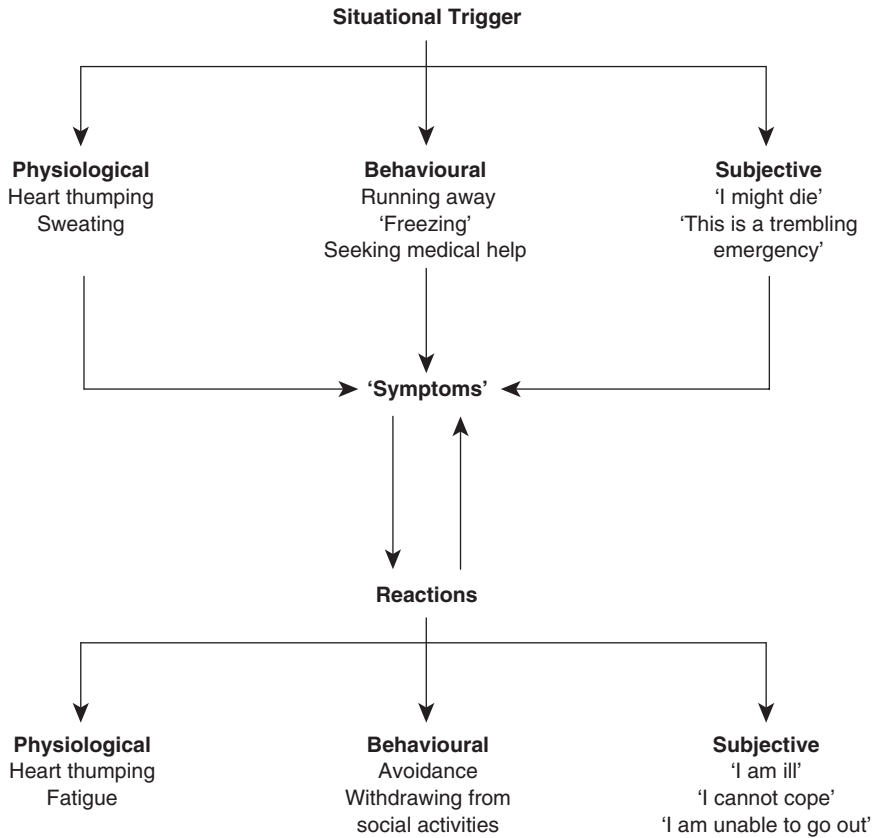 Situational Trigger
Physiological
Heart thumping
Sweating
Behavioural
Running away
‘Freezing’
Seeking medical help
Subjective
‘I might die’
‘This is a trembling
emergency’
‘Symptoms’
Reactions
Physiological
Heart thumping
Fatigue
Behavioural
Avoidance
Withdrawing from
social activities
Subjective
‘I am ill’
‘I cannot cope’
‘I am unable to go out’